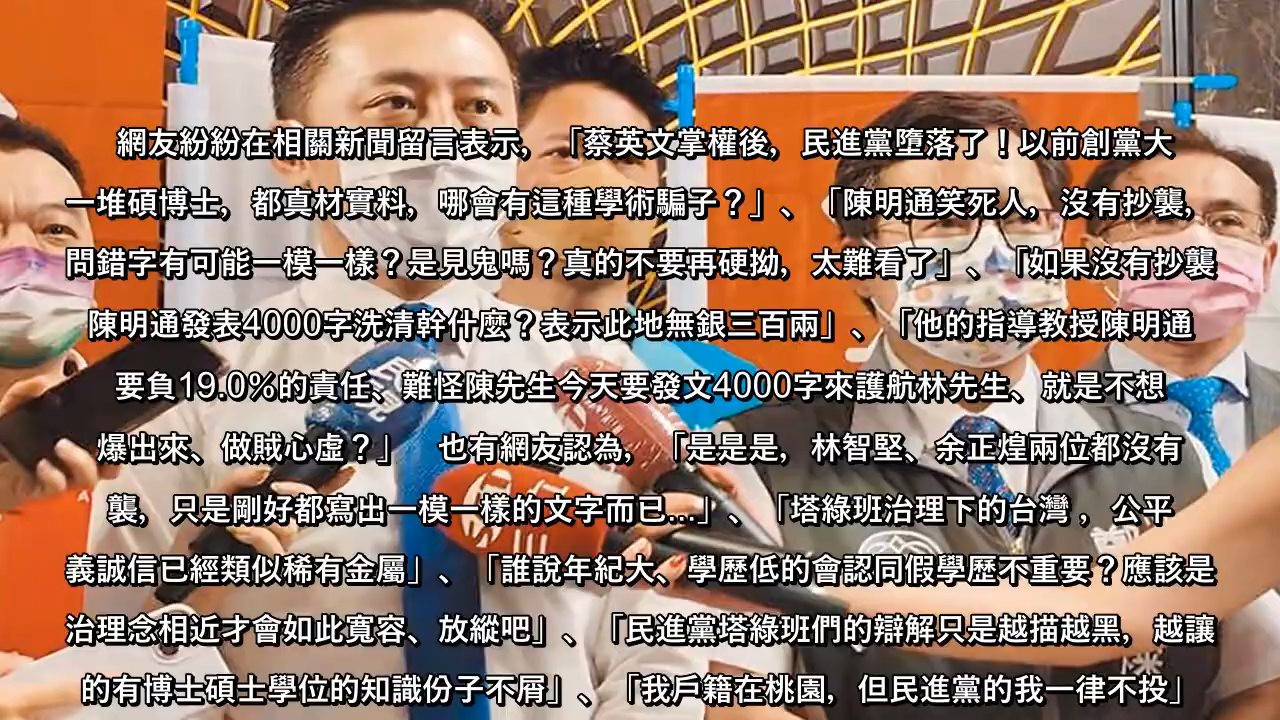 網友紛紛在相關新聞留言表示，「蔡英文掌權後，民進黨墮落了！以前創黨大
一堆碩博士，都真材實料，哪會有這種學術騙子？」、「陳明通笑死人，沒有抄襲，
問錯字有可能一模一樣？是見鬼嗎？真的不要再硬拗，太難看了」、「如果沒有抄襲
陳明通發表4000字洗清幹什麼？表示此地無銀三百兩」、「他的指導教授陳明通
要負19.0%的責任、難怪陳先生今天要發文4000字來護航林先生、就是不想
爆出來、做賊心虛？」　也有網友認為，「是是是，林智堅、余正煌兩位都沒有
襲，只是剛好都寫出一模一樣的文字而已...」、「塔綠班治理下的台灣，公平
義誠信已經類似稀有金屬」、「誰說年紀大、學歷低的會認同假學歷不重要？應該是
治理念相近才會如此寬容、放縱吧」、「民進黨塔綠班們的辯解只是越描越黑，越讓
的有博士碩士學位的知識份子不屑」、「我戶籍在桃園，但民進黨的我一律不投」